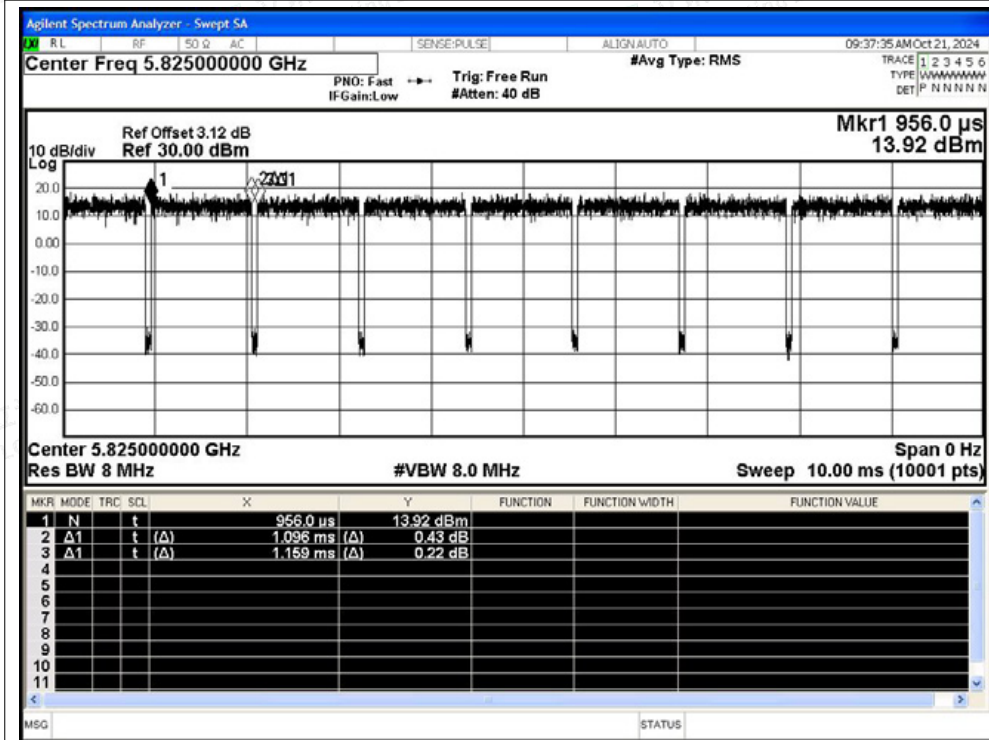 Agilent Spectrum Analyzer - Swept SA
LXI RL RF 50 Ω AC SENSE:PULSE ALIGNAUTO 09:37:35 AM Oct 21, 2024
Center Freq 5.825000000 GHz #Avg Type: RMS TRACE 1 2 3 4 5 6
PNO: Fast Trig: Free Run TYPE WWWWWW
IFGain:Low #Atten: 40 dB DET P N N N N N
Mkr1 956.0 µs
Ref Offset 3.12 dB
10 dB/div Ref 30.00 dBm 13.92 dBm
Log
1
20.0
10.0
0.00
-10.0
-20.0
-30.0
-40.0
-50.0
-60.0
Center 5.825000000 GHz Span 0 Hz
Res BW 8 MHz #VBW 8.0 MHz Sweep 10.00 ms (10001 pts)
MKR MODE TRC SCL X Y FUNCTION FUNCTION WIDTH FUNCTION VALUE
1 N t 956.0 µs 13.92 dBm
2 Δ1 t (Δ) 1.096 ms (Δ) 0.43 dB
3 Δ1 t (Δ) 1.159 ms (Δ) 0.22 dB
4
5
6
7
8
9
10
11
MSG STATUS